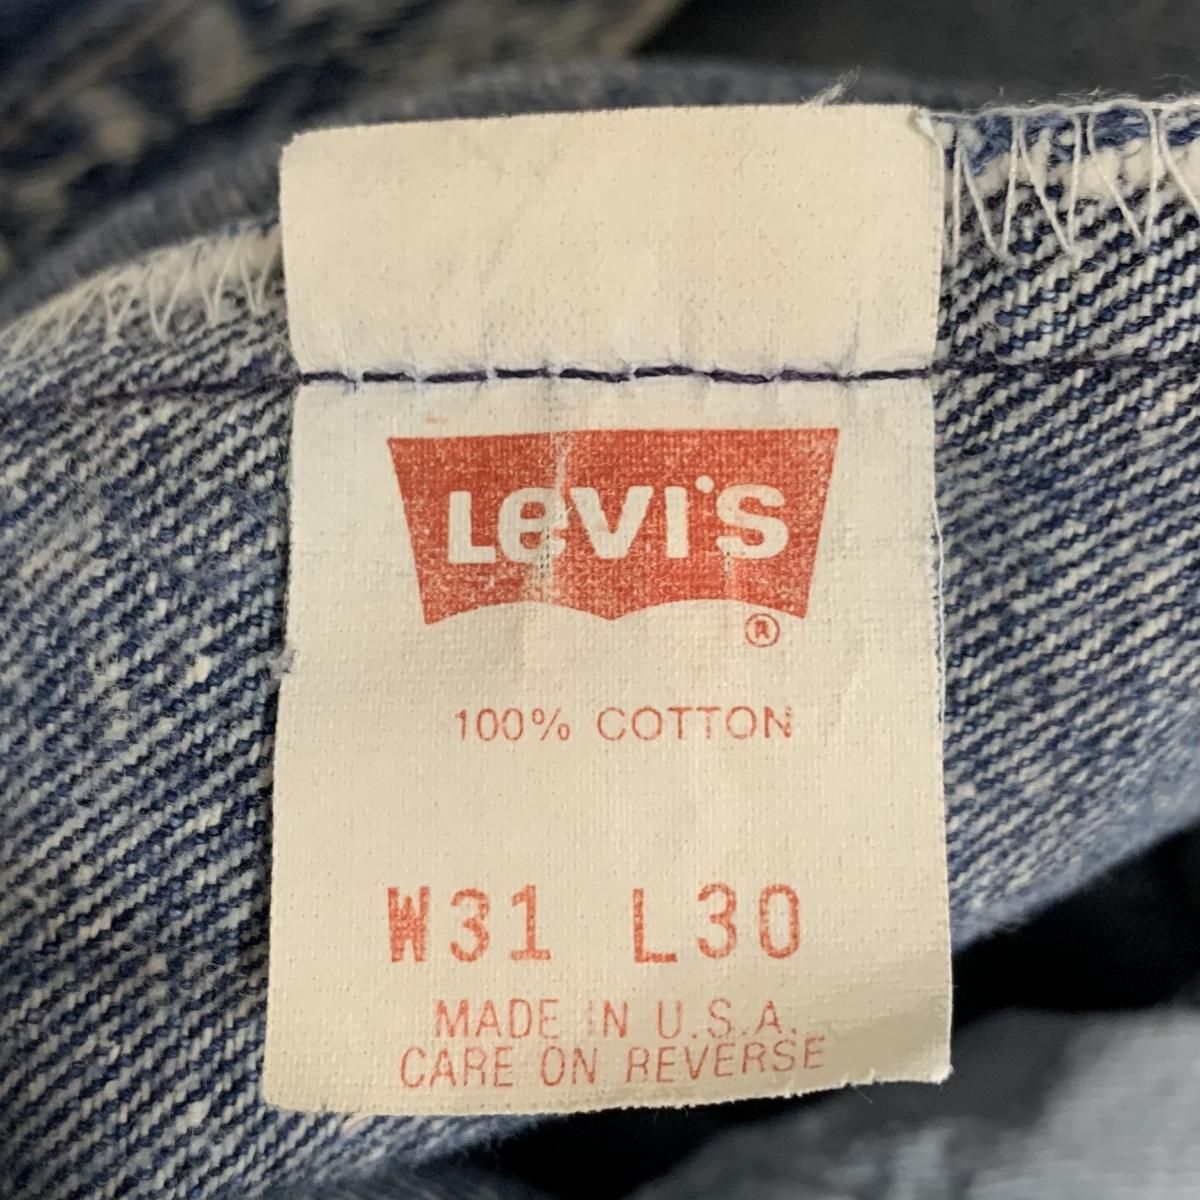 Levi's
®
100% COTTON
W31 L30
MADE IN U.S.A.
CARE ON REVERSE